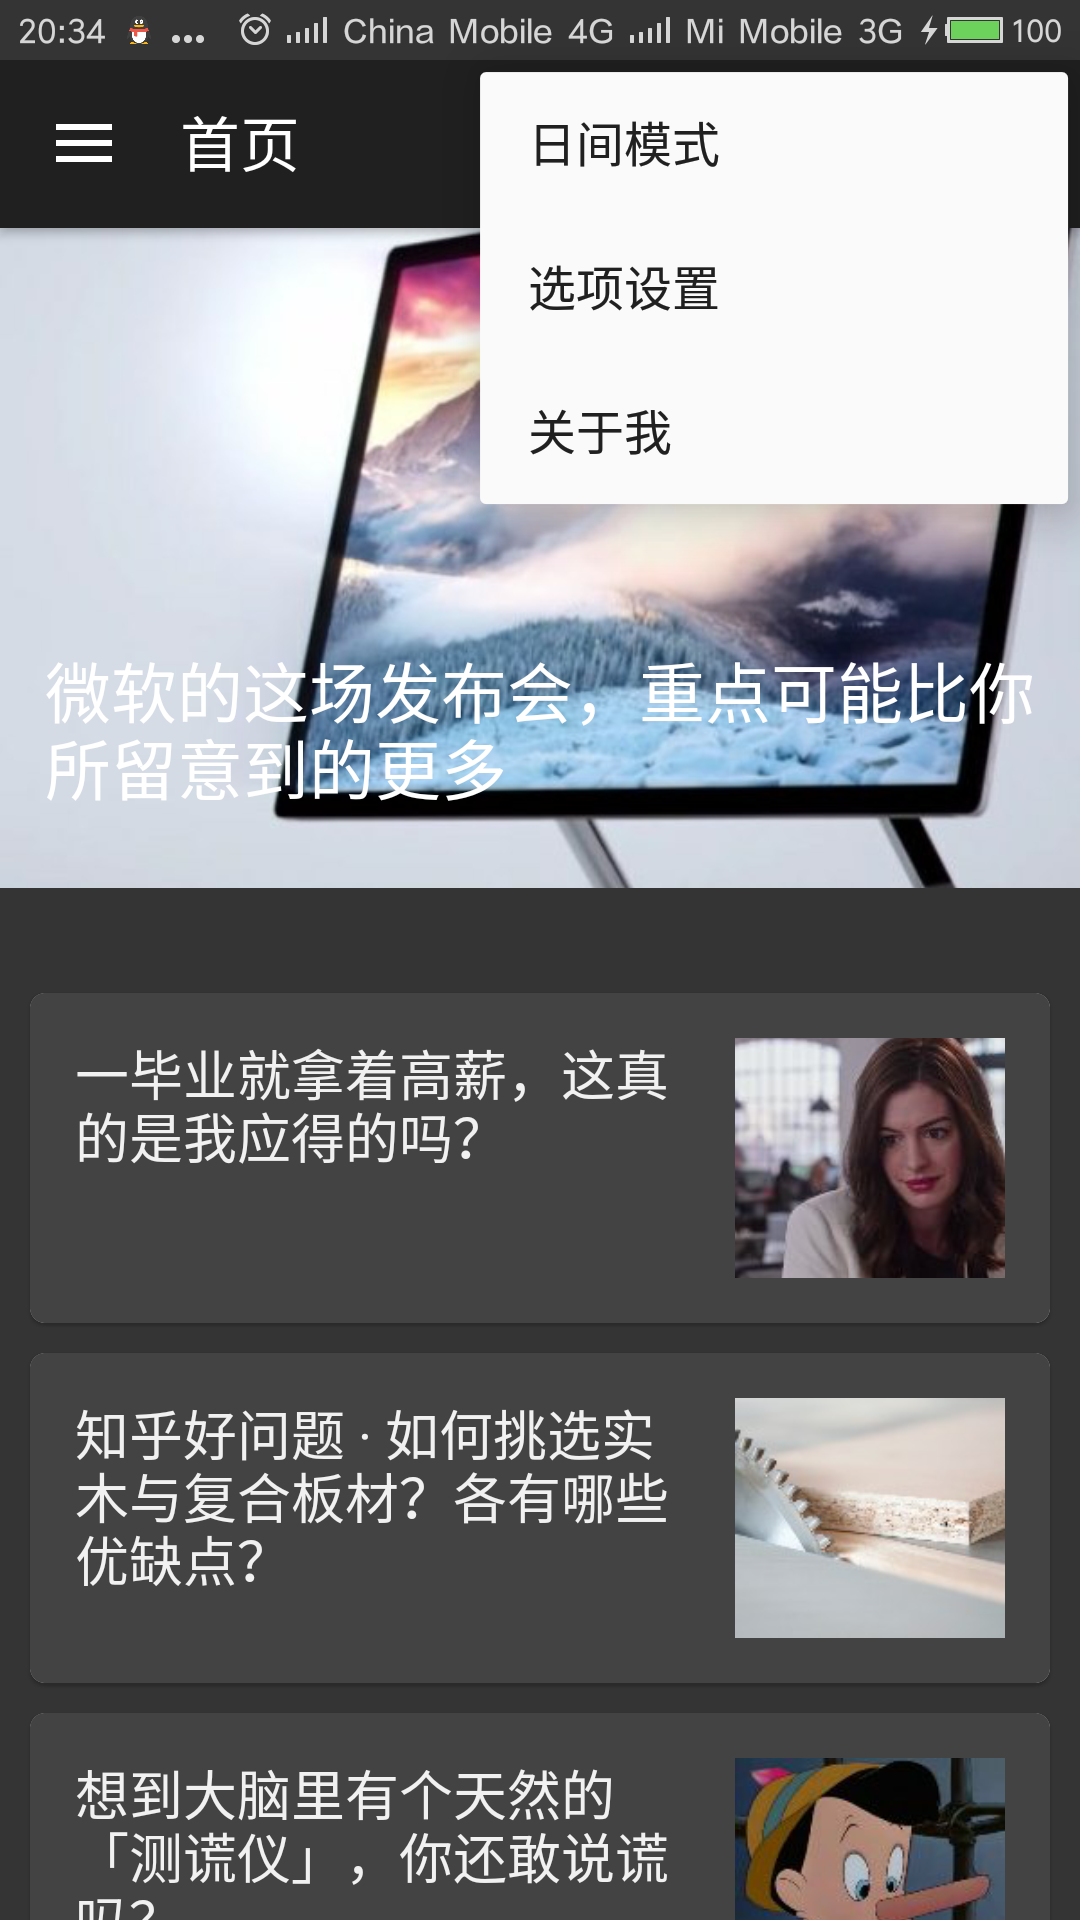 20:34 ... China Mobile 4G Mi Mobile 3G 100
首页
日间模式
选项设置
关于我
微软的这场发布会，重点可能比你
所留意到的更多
一毕业就拿着高薪，这真
的是我应得的吗？
知乎好问题 · 如何挑选实
木与复合板材？各有哪些
优缺点？
想到大脑里有个天然的
「测谎仪」，你还敢说谎
吗？